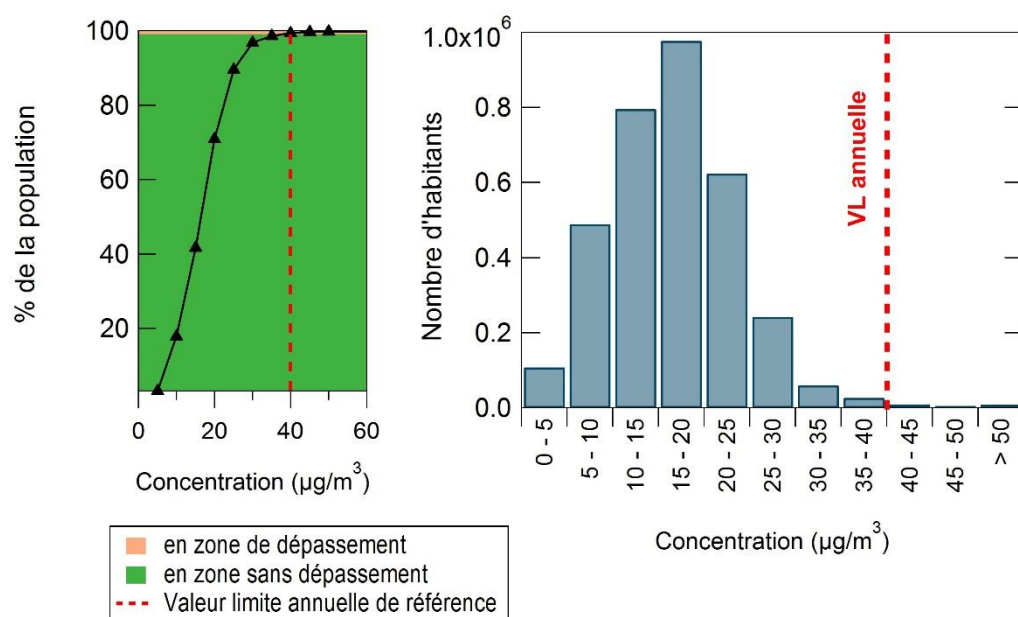 % de la population
100
80
60
40
20
0
20
40
60
Concentration (µg/m³)
Nombre d'habitants
1.0x10⁶
0.8
0.6
0.4
0.2
0.0
VL annuelle
0 - 5
5 - 10
10 - 15
15 - 20
20 - 25
25 - 30
30 - 35
35 - 40
40 - 45
45 - 50
> 50
Concentration (µg/m³)
en zone de dépassement
en zone sans dépassement
Valeur limite annuelle de référence